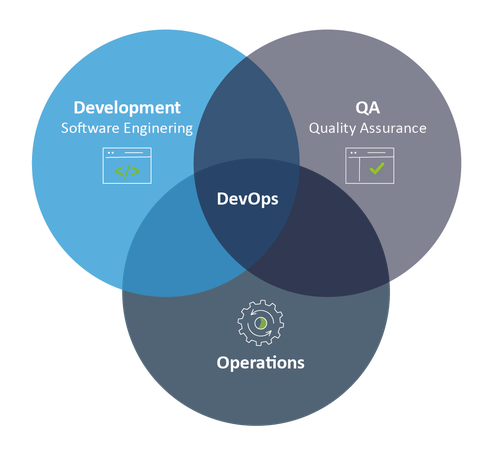 Development
Software Enginering
</>
QA
Quality Assurance
DevOps
Operations